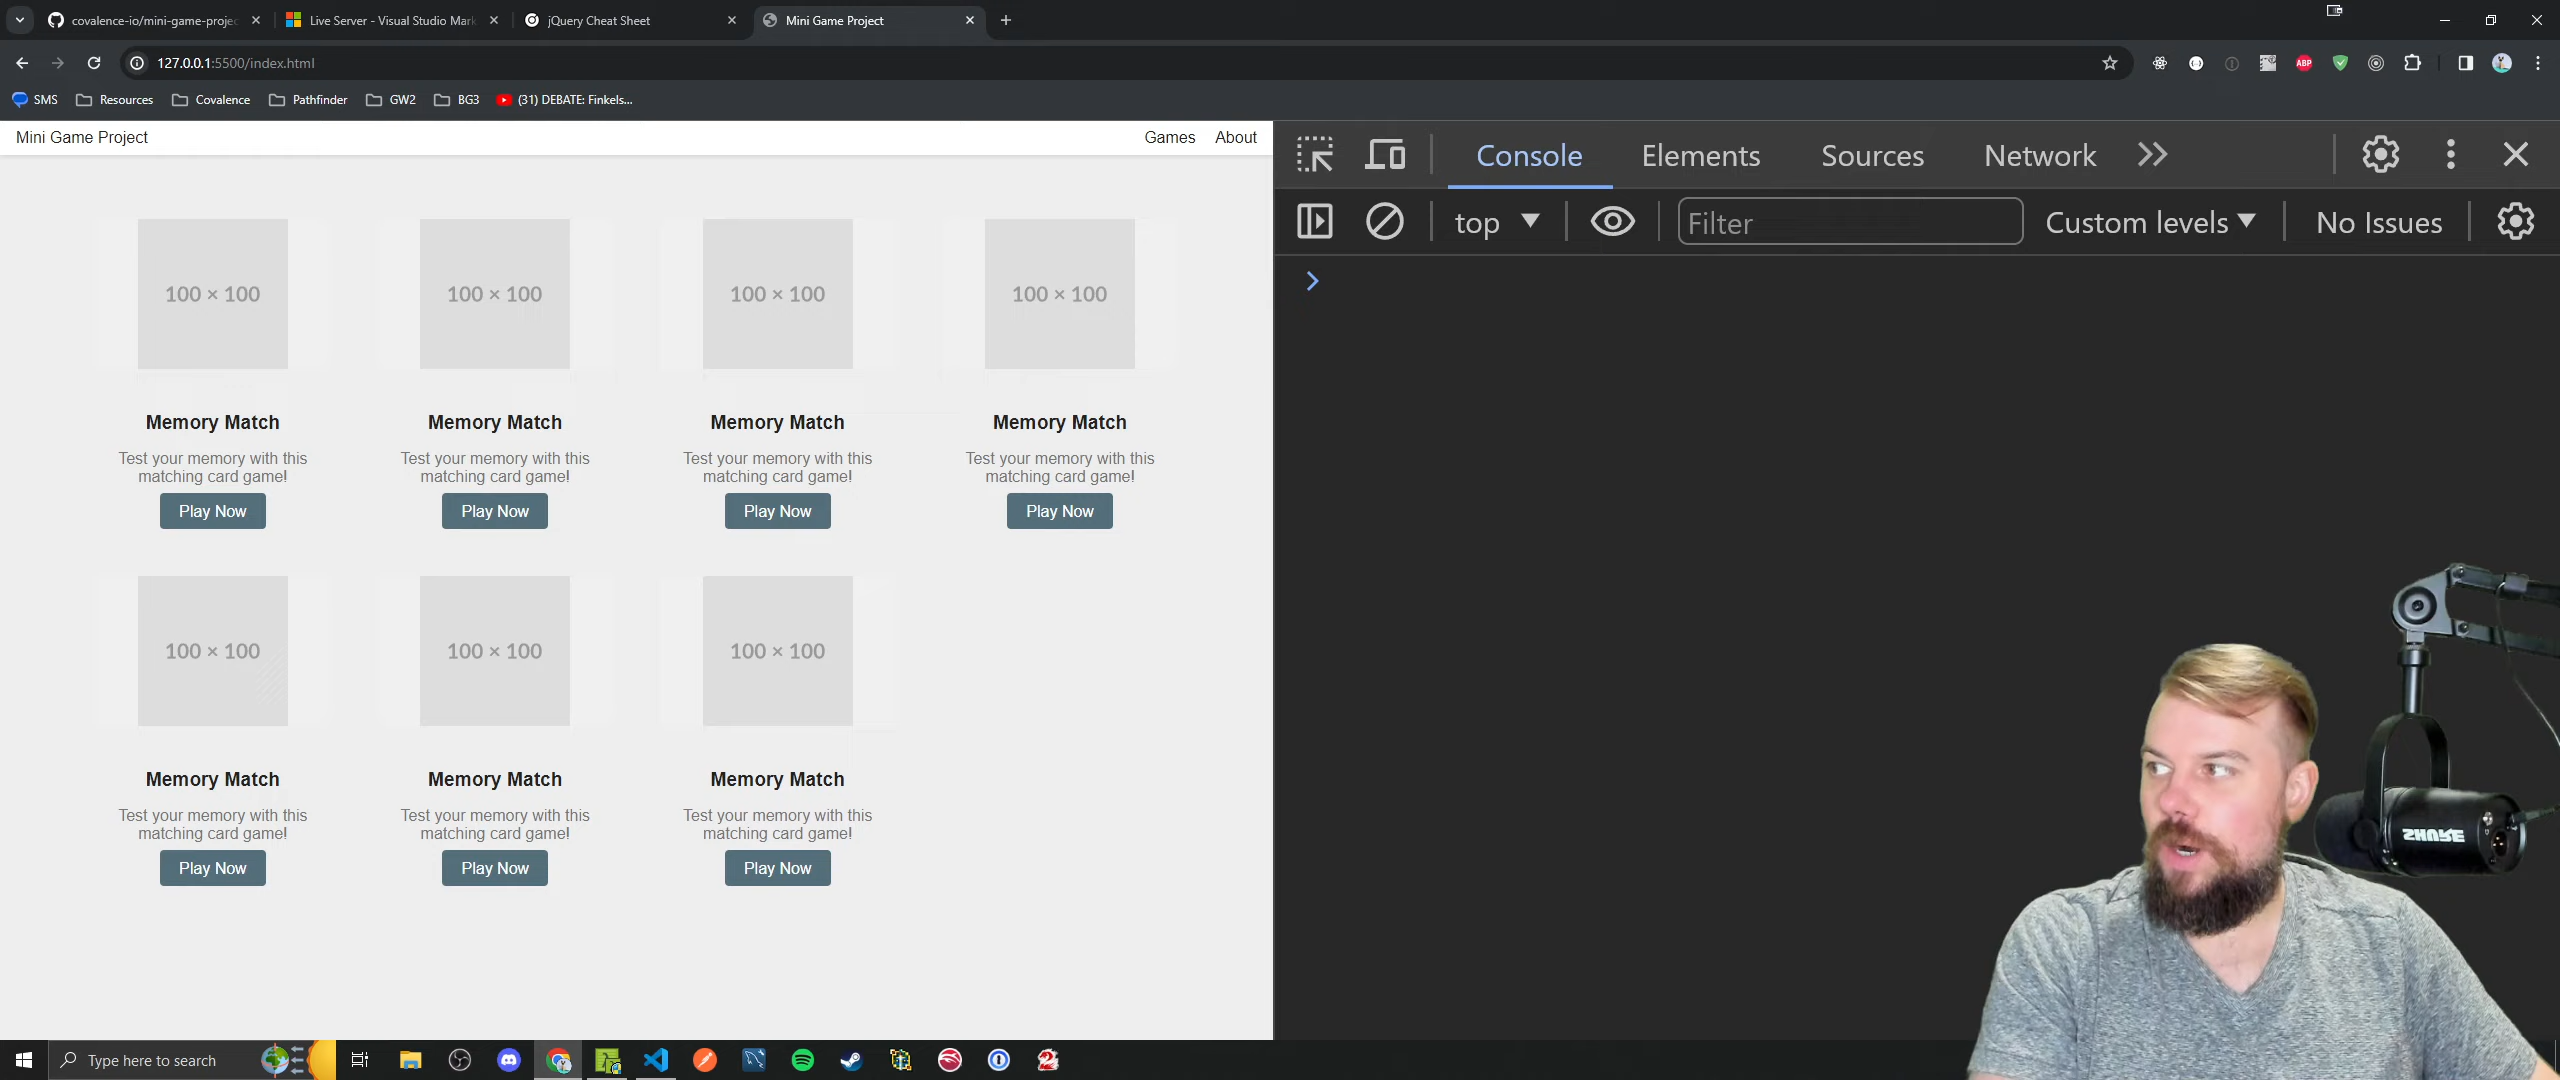 covalence-io/mini-game-projec
Live Server - Visual Studio Mark
jQuery Cheat Sheet
Mini Game Project
127.0.0.1:5500/index.html
SMS
Resources
Covalence
Pathfinder
GW2
BG3
(31) DEBATE: Finkels...
Mini Game Project
Games
About
100 × 100
100 × 100
100 × 100
100 × 100
Memory Match
Memory Match
Memory Match
Memory Match
Test your memory with this
matching card game!
Test your memory with this
matching card game!
Test your memory with this
matching card game!
Test your memory with this
matching card game!
Play Now
Play Now
Play Now
Play Now
100 × 100
100 × 100
100 × 100
Memory Match
Memory Match
Memory Match
Test your memory with this
matching card game!
Test your memory with this
matching card game!
Test your memory with this
matching card game!
Play Now
Play Now
Play Now
Console
Elements
Sources
Network
top
Filter
Custom levels
No Issues
ABP
SHURE
Type here to search